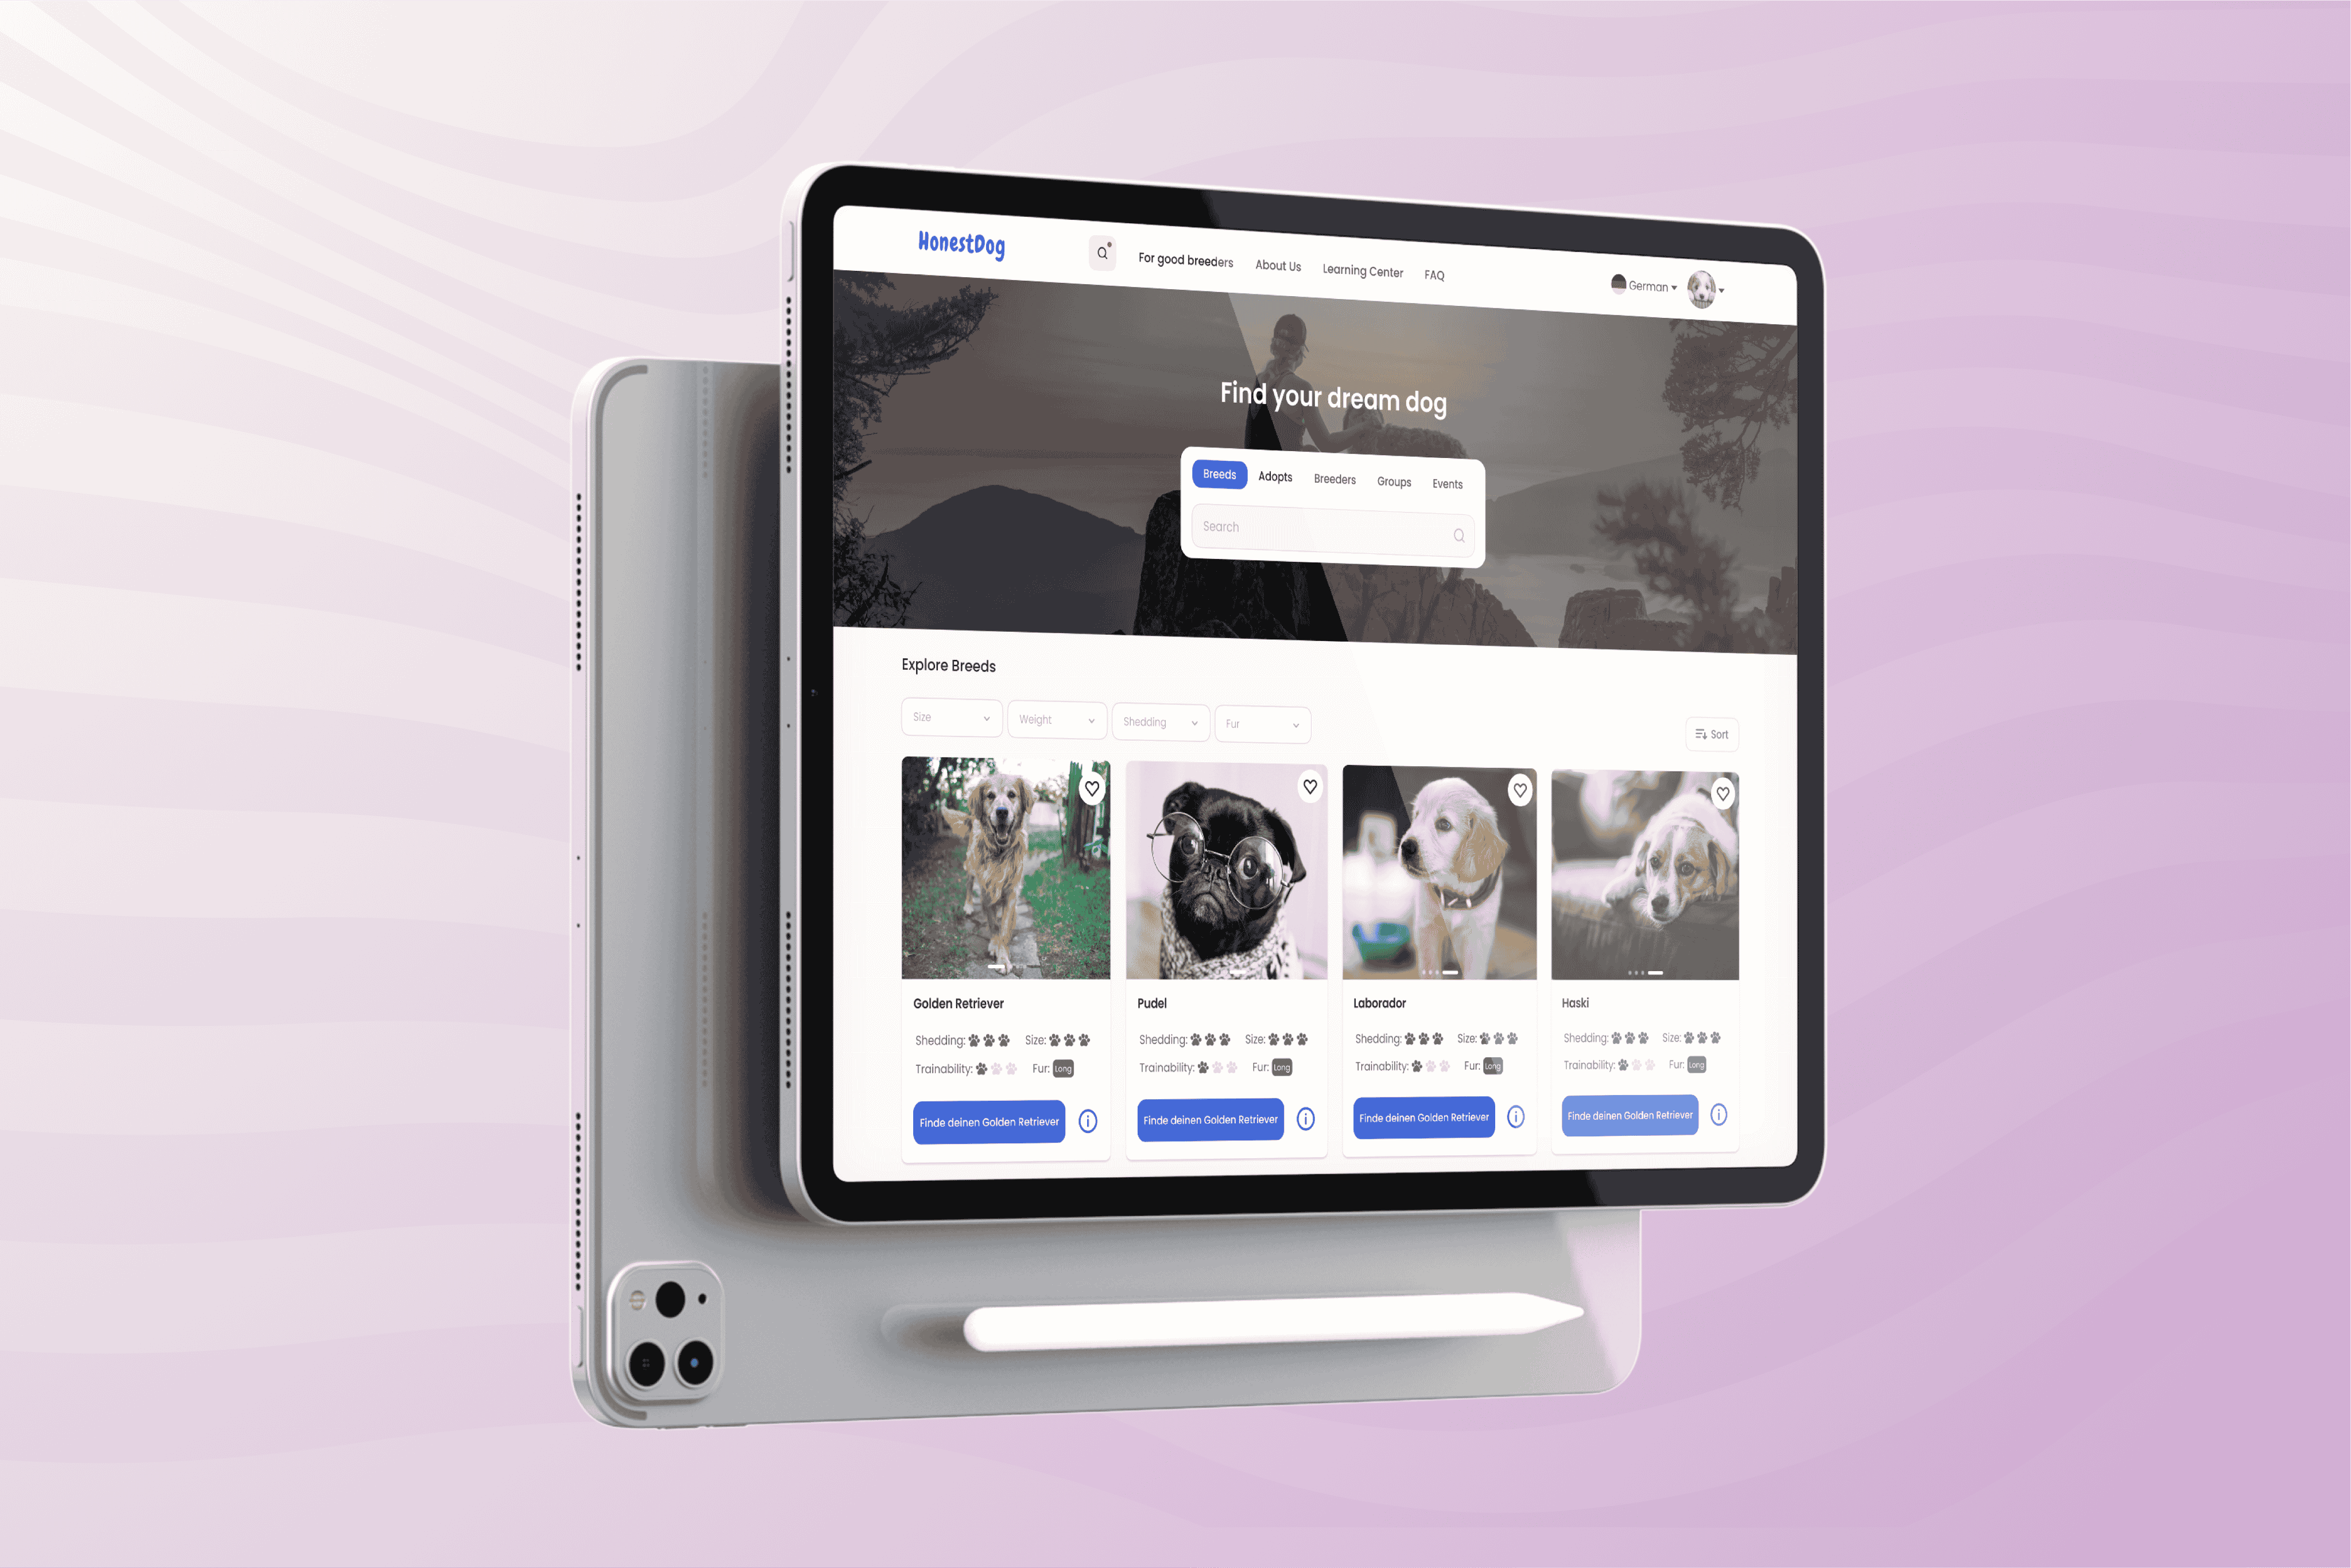 HonestDog
For good breeders About Us Learning Center FAQ
German
Find your dream dog
Breeds Adopts Breeders Groups Events
Search
Explore Breeds
Size Weight Shedding Fur
Sort
Golden Retriever
Shedding: Size:
Trainability: Fur: Long
Finde deinen Golden Retriever
Pudel
Shedding: Size:
Trainability: Fur: Long
Finde deinen Golden Retriever
Laborador
Shedding: Size:
Trainability: Fur: Long
Finde deinen Golden Retriever
Haski
Shedding: Size:
Trainability: Fur: Long
Finde deinen Golden Retriever